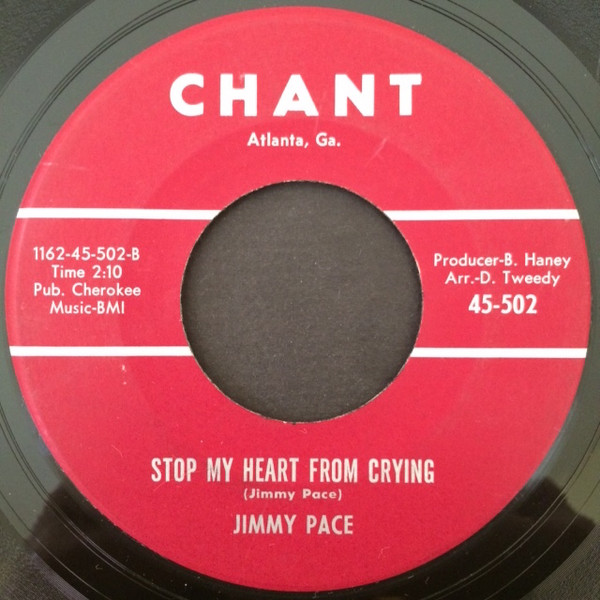 CHANT
Atlanta, Ga.
1162-45-502-B
Time 2:10
Pub. Cherokee
Music-BMI
Producer-B. Haney
Arr.-D. Tweedy
45-502
STOP MY HEART FROM CRYING
(Jimmy Pace)
JIMMY PACE